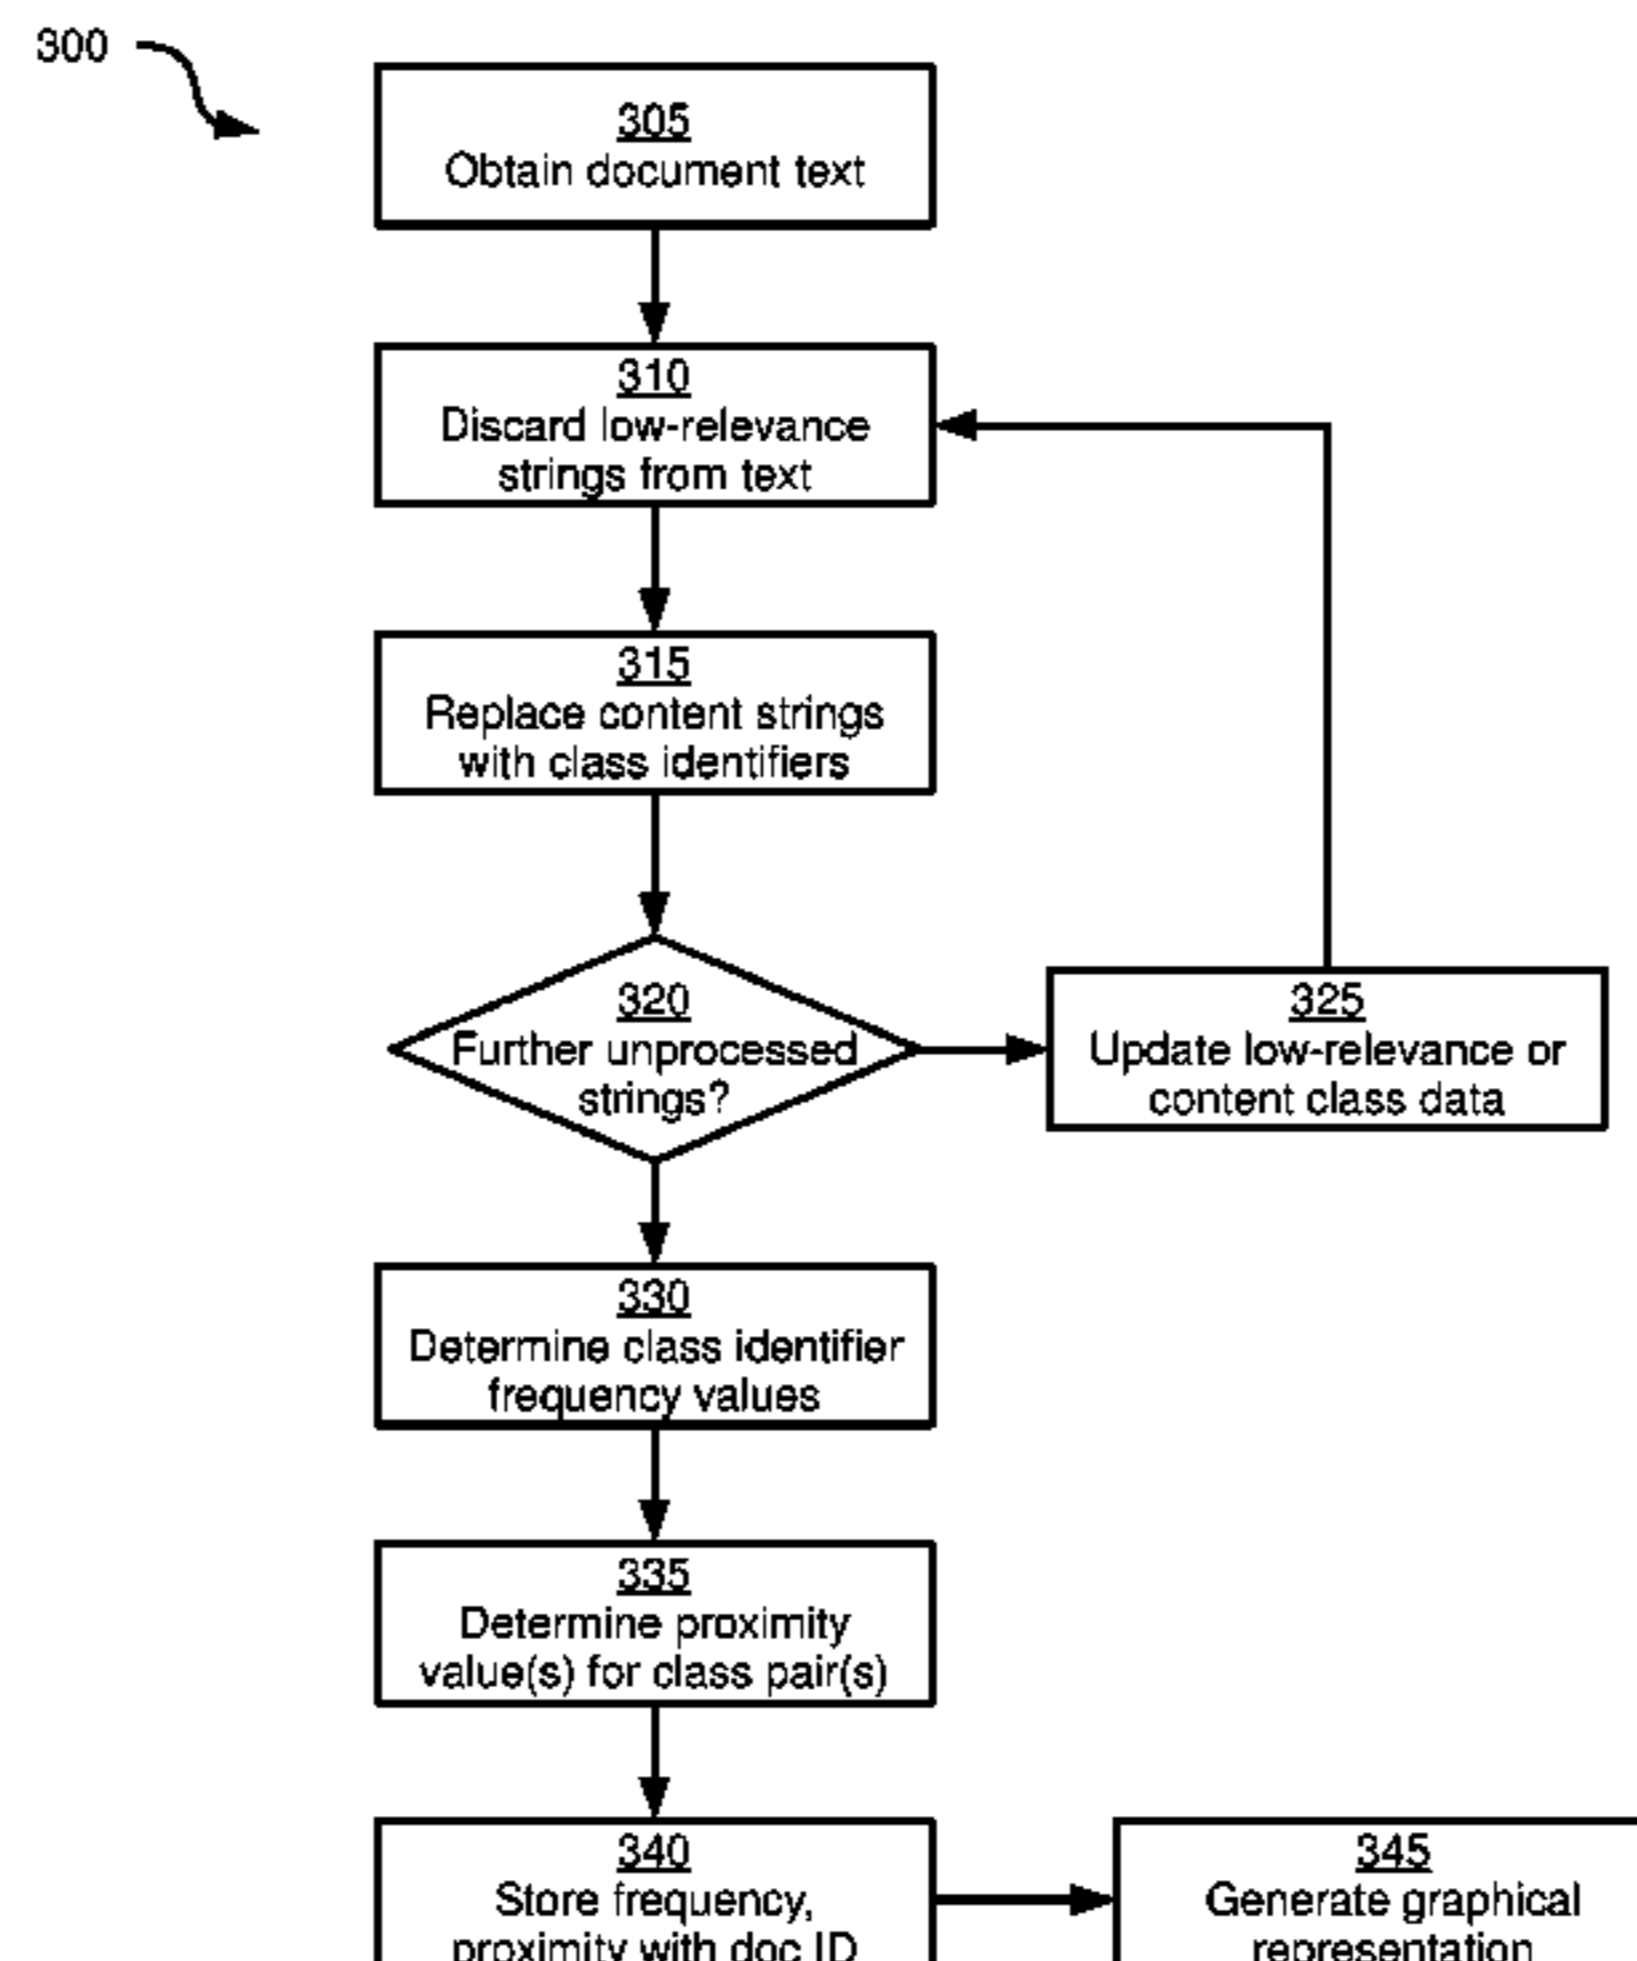 300
305
Obtain document text
310
Discard low-relevance
strings from text
315
Replace content strings
with class identifiers
320
Further unprocessed
strings?
325
Update low-relevance or
content class data
330
Determine class identifier
frequency values
335
Determine proximity
value(s) for class pair(s)
340
Store frequency,
proximity with doc ID
345
Generate graphical
representation